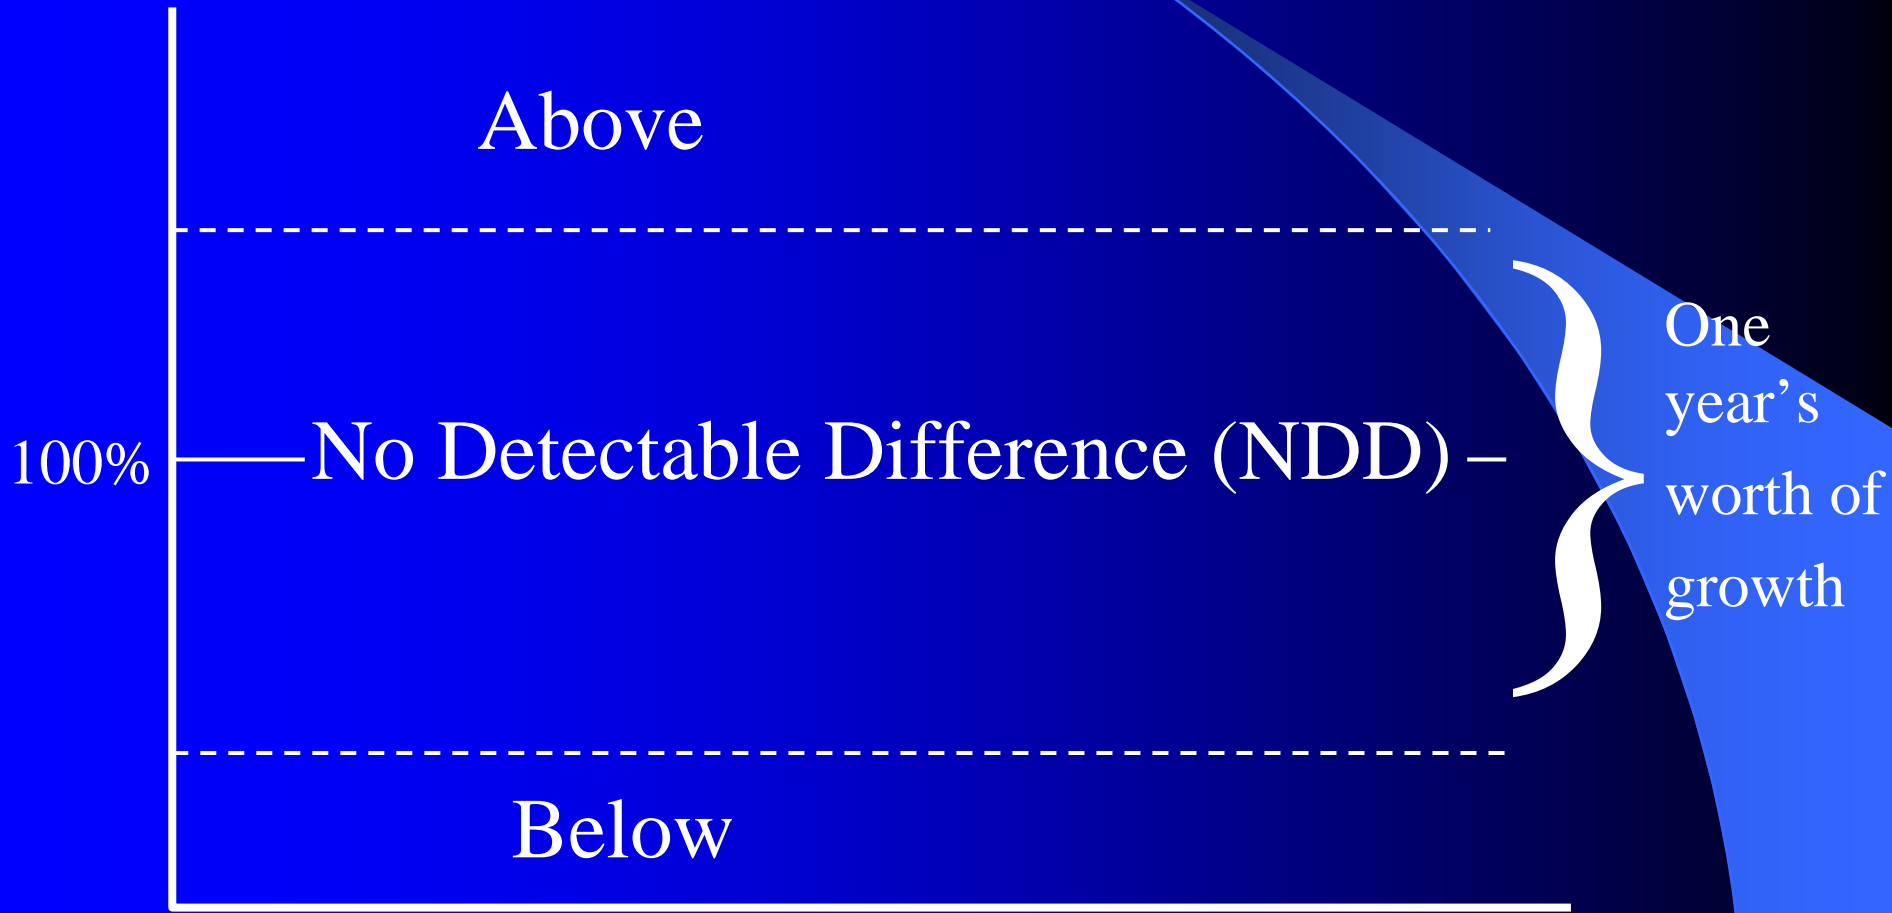 Above
100%
No Detectable Difference (NDD)
One
year’s
worth of
growth
Below